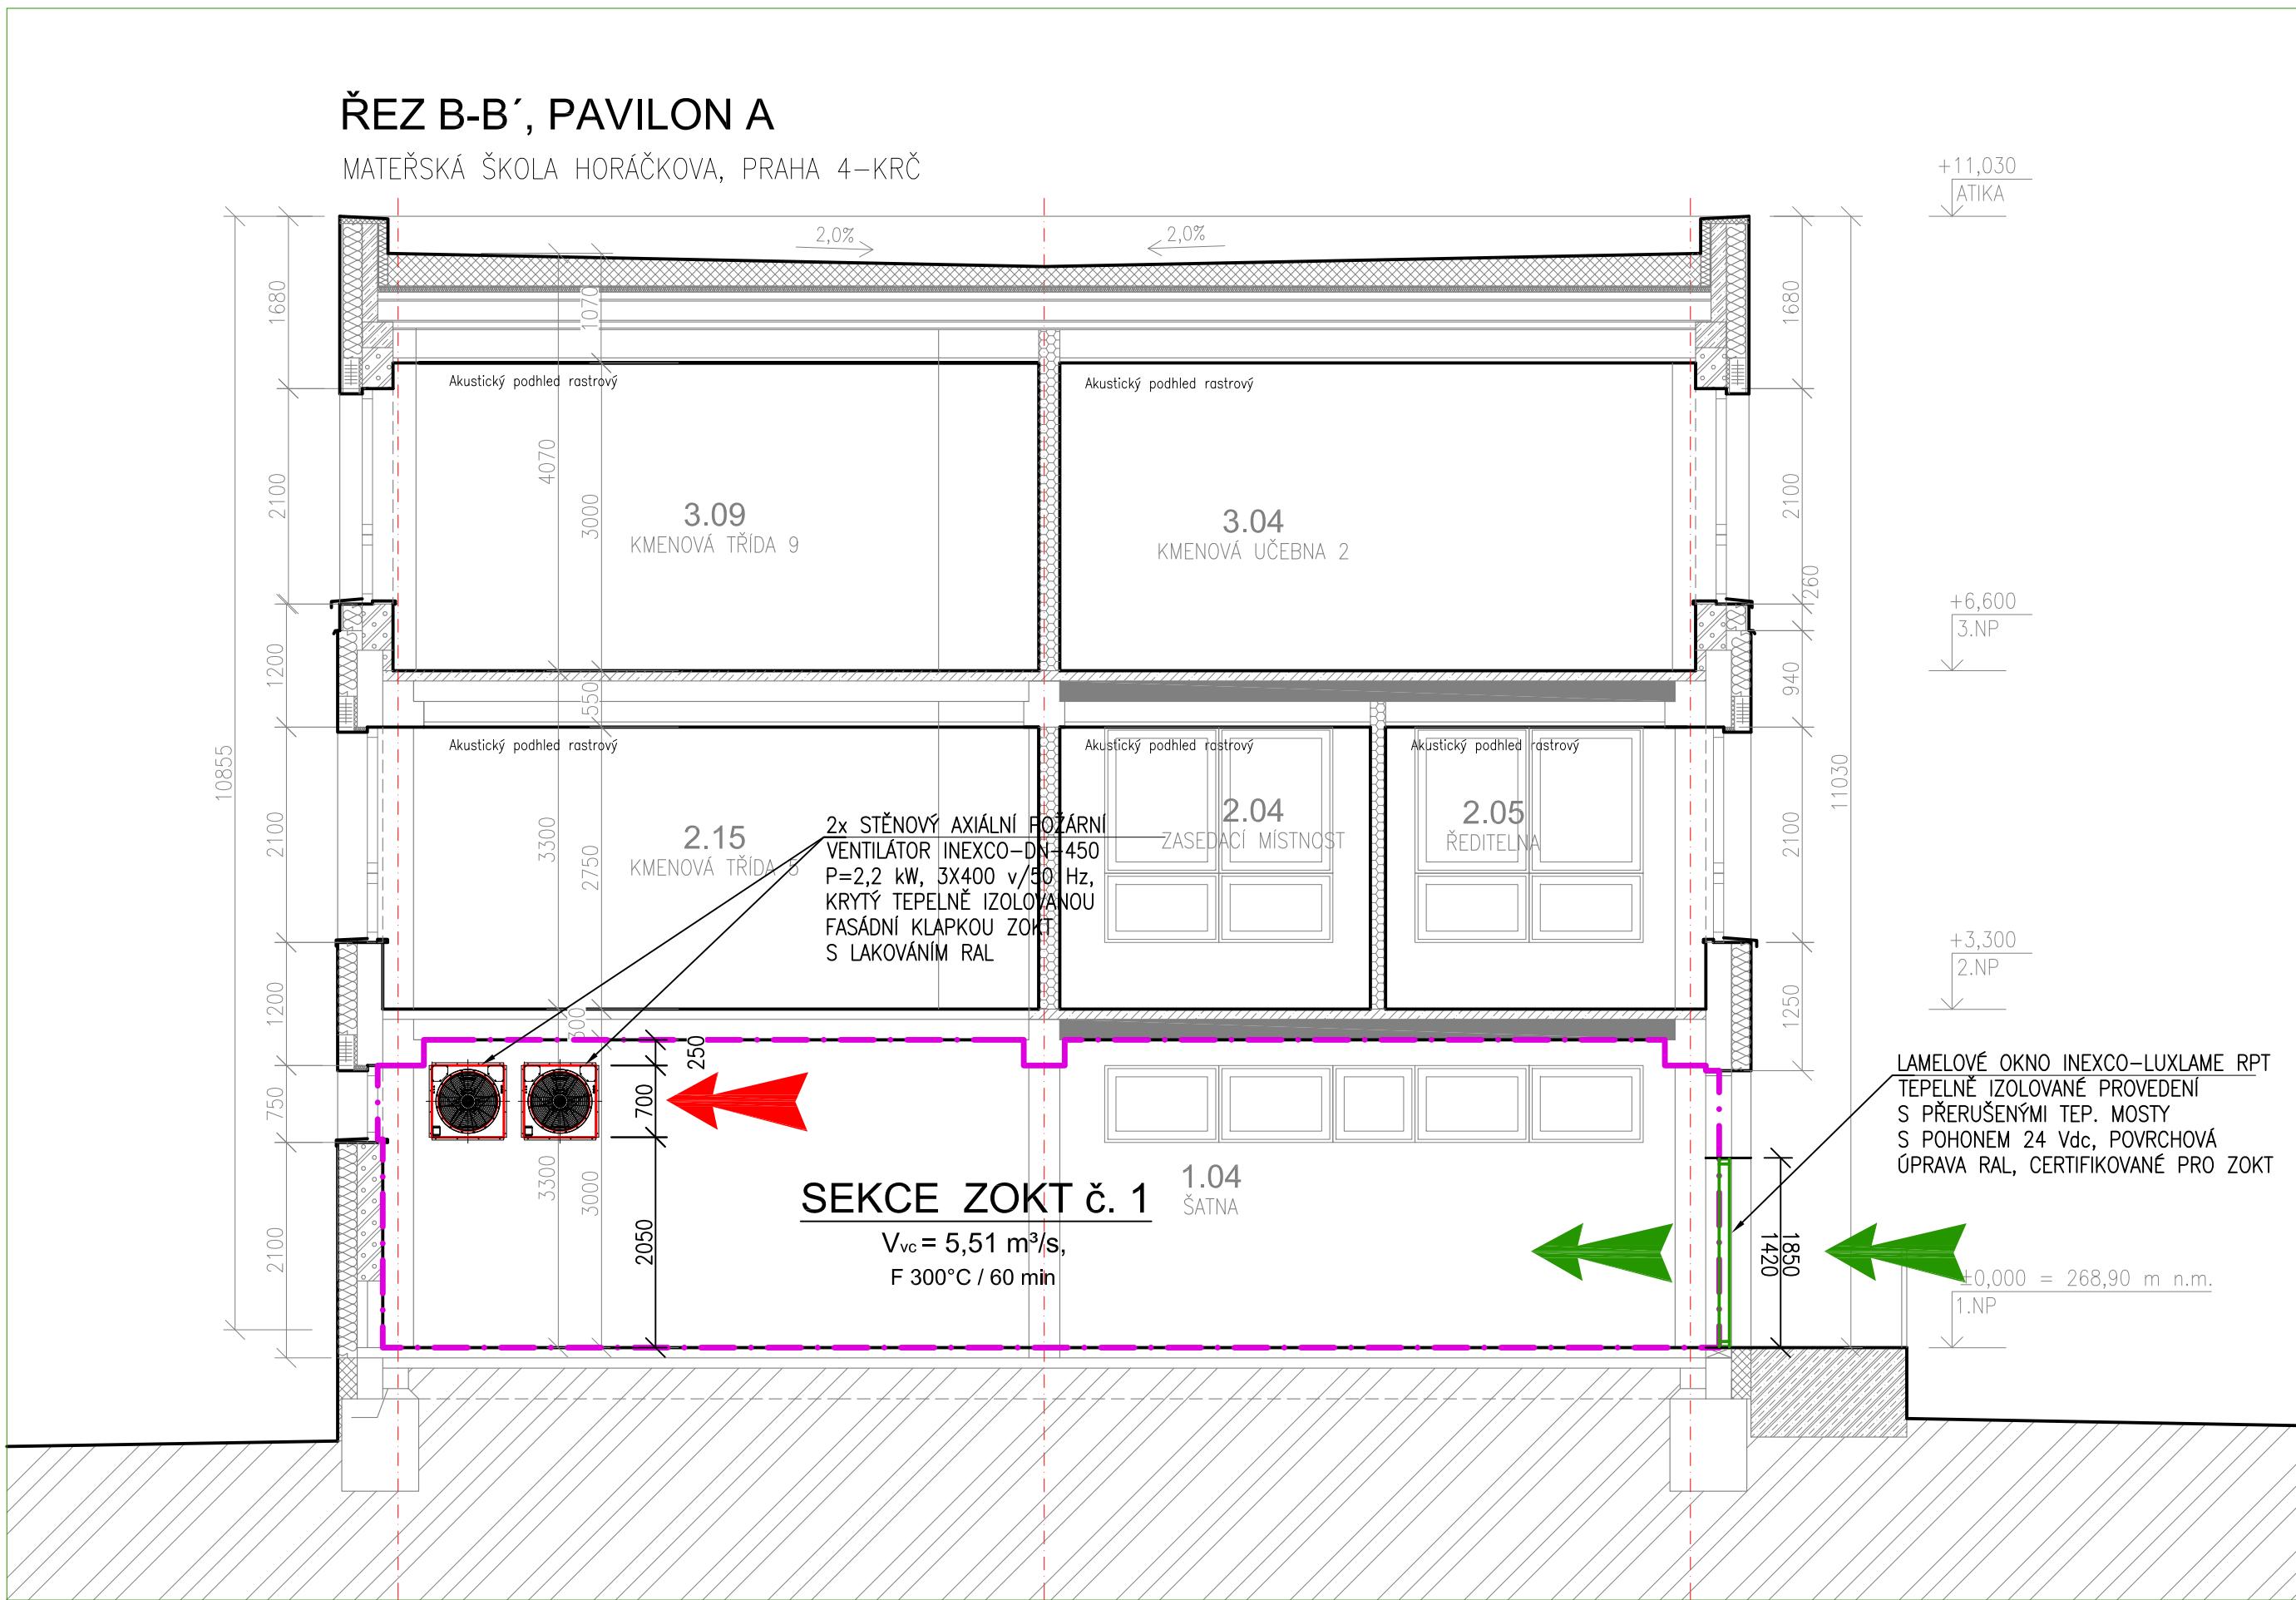 ŘEZ B-B´, PAVILON A
MATEŘSKÁ ŠKOLA HORÁČKOVA, PRAHA 4-KRČ
+11,030
ATIKA
2,0%
2,0%
1680
1070
1680
Akustický podhled rastrový
Akustický podhled rastrový
2100
4070
3000
3.09
KMENOVÁ TŘÍDA 9
3.04
KMENOVÁ UČEBNA 2
2100
260
+6,600
3.NP
1200
550
940
Akustický podhled rastrový
Akustický podhled rastrový
Akustický podhled rastrový
10855
11030
2100
3300
2750
2.15
KMENOVÁ TŘÍDA 5
2x STĚNOVÝ AXIÁLNÍ POŽÁRNÍ
VENTILÁTOR INEXCO-DN-450
P=2,2 kW, 3X400 v/50 Hz,
KRYTÝ TEPELNĚ IZOLOVANOU
FASÁDNÍ KLAPKOU ZOKT
S LAKOVÁNÍM RAL
2.04
ZASEDACÍ MÍSTNOST
2.05
ŘEDITELNA
2100
+3,300
2.NP
1200
300
250
1250
750
700
LAMELOVÉ OKNO INEXCO-LUXLAME RPT
TEPELNĚ IZOLOVANÉ PROVEDENÍ
S PŘERUŠENÝMI TEP. MOSTY
S POHONEM 24 Vdc, POVRCHOVÁ
ÚPRAVA RAL, CERTIFIKOVANÉ PRO ZOKT
3300
3000
2050
2100
SEKCE ZOKT č. 1
Vvc = 5,51 m³/s,
F 300°C / 60 min
1.04
ŠATNA
1850
1420
±0,000 = 268,90 m n.m.
1.NP